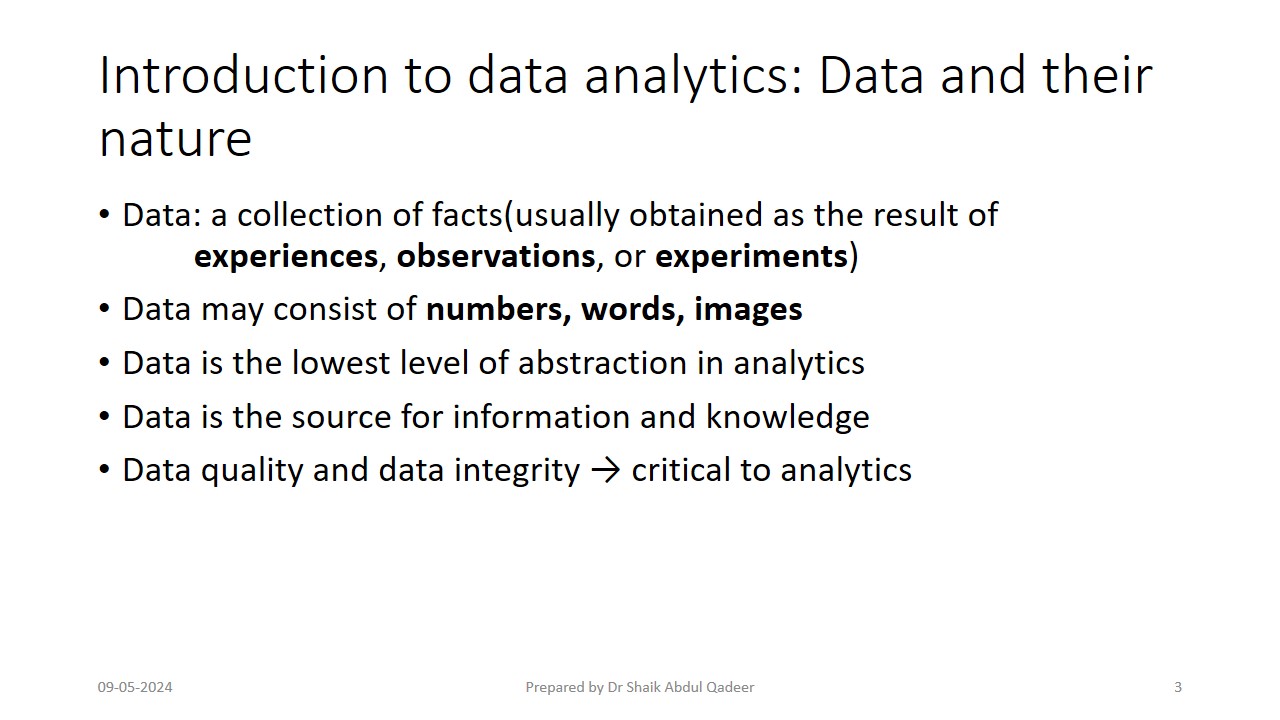 Introduction to data analytics: Data and their
nature
• Data: a collection of facts(usually obtained as the result of
experiences, observations, or experiments)
• Data may consist of numbers, words, images
• Data is the lowest level of abstraction in analytics
• Data is the source for information and knowledge
• Data quality and data integrity → critical to analytics
09-05-2024
Prepared by Dr Shaik Abdul Qadeer
3